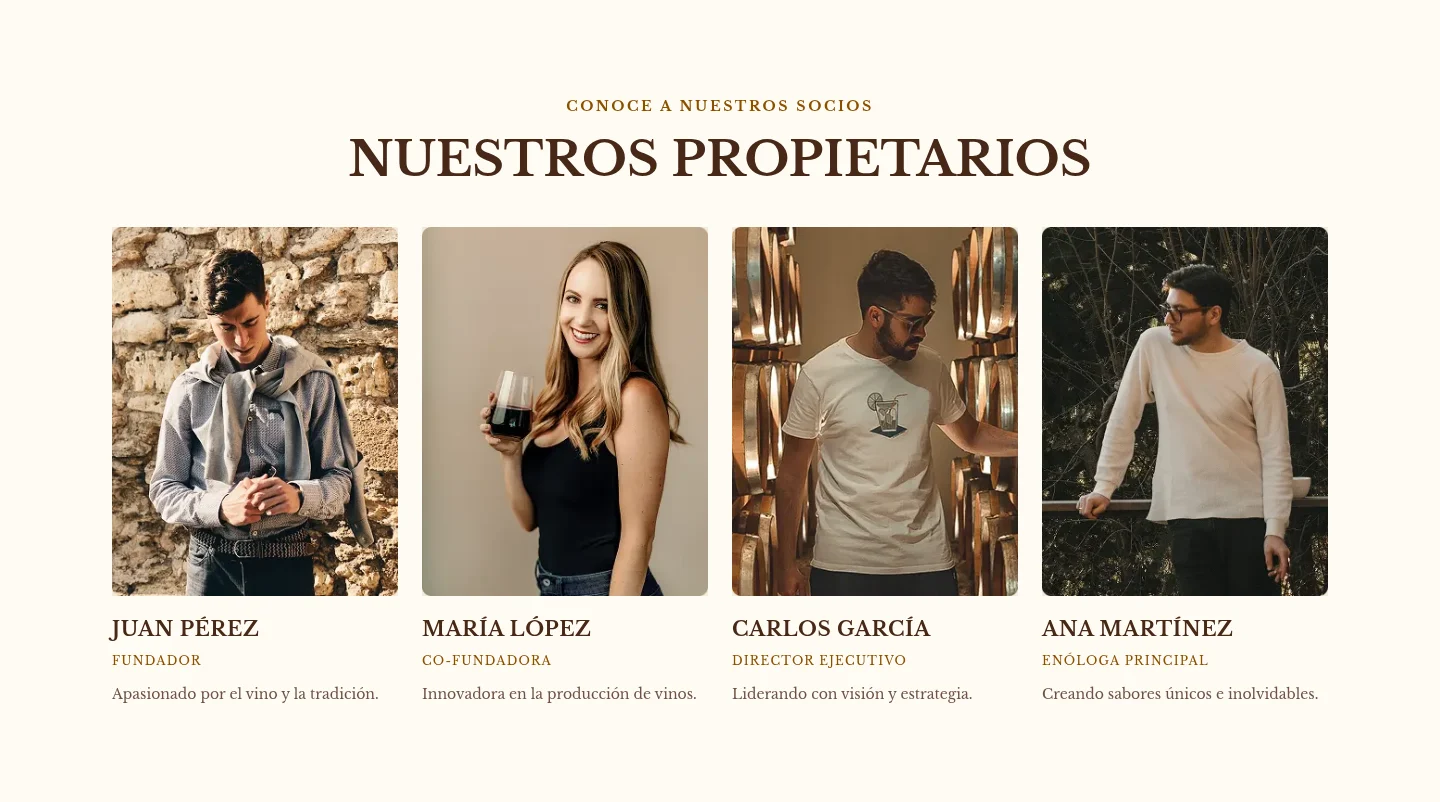 CONOCE A NUESTROS SOCIOS
NUESTROS PROPIETARIOS
JUAN PÉREZ
FUNDADOR
Apasionado por el vino y la tradición.
MARÍA LÓPEZ
CO-FUNDADORA
Innovadora en la producción de vinos.
CARLOS GARCÍA
DIRECTOR EJECUTIVO
Liderando con visión y estrategia.
ANA MARTÍNEZ
ENÓLOGA PRINCIPAL
Creando sabores únicos e inolvidables.